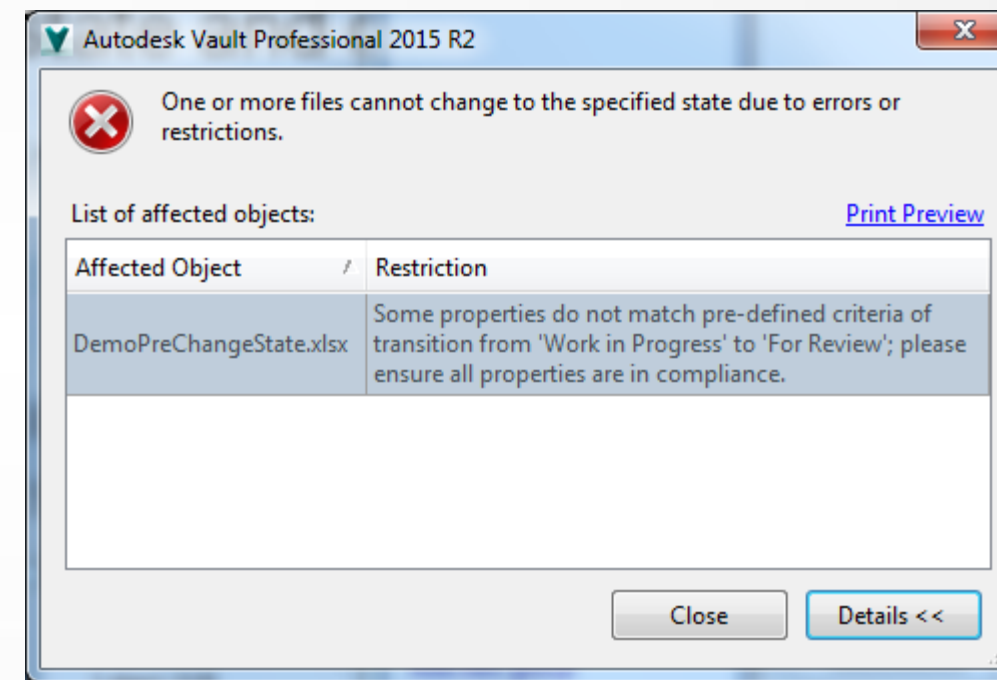 Autodesk Vault Professional 2015 R2
One or more files cannot change to the specified state due to errors or
restrictions.
List of affected objects:
Print Preview
Affected Object
Restriction
DemoPreChangeState.xlsx
Some properties do not match pre-defined criteria of
transition from 'Work in Progress' to 'For Review'; please
ensure all properties are in compliance.
Close
Details <<